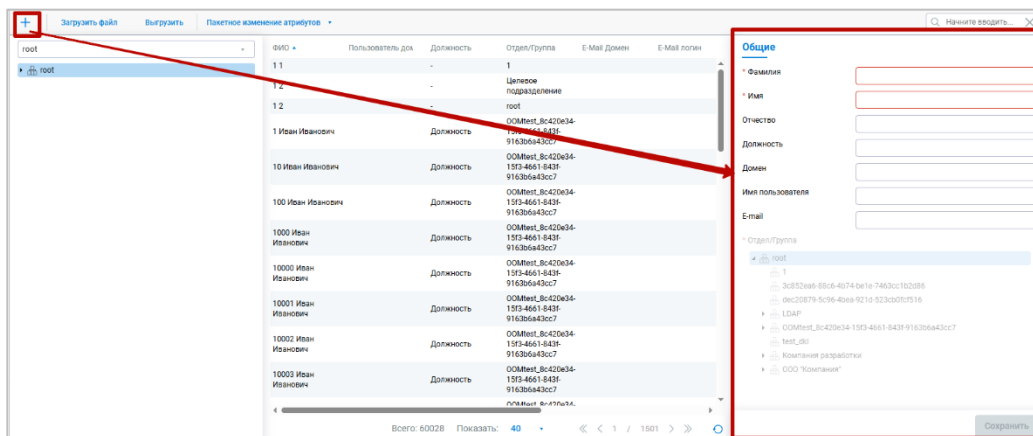 + Загрузить файл Выгрузить Пакетное изменение атрибутов
Начните вводить...
root
root
ФИО Пользователь дом Должность Отдел/Группа E-Mail Домен E-Mail логин
1 1 - 1
1 2 - Целевое
подразделение
1 2 - root
1 Иван Иванович Должность OOMtest_8c420e34-
15f3-4661-843f-
9163b6a43cc7
10 Иван Иванович Должность OOMtest_8c420e34-
15f3-4661-843f-
9163b6a43cc7
100 Иван Иванович Должность OOMtest_8c420e34-
15f3-4661-843f-
9163b6a43cc7
1000 Иван
Иванович Должность OOMtest_8c420e34-
15f3-4661-843f-
9163b6a43cc7
10000 Иван
Иванович Должность OOMtest_8c420e34-
15f3-4661-843f-
9163b6a43cc7
10001 Иван
Иванович Должность OOMtest_8c420e34-
15f3-4661-843f-
9163b6a43cc7
10002 Иван
Иванович Должность OOMtest_8c420e34-
15f3-4661-843f-
9163b6a43cc7
10003 Иван
Иванович Должность OOMtest_8c420e34-
15f3-4661-843f-
9163b6a43cc7
OOMtest_8c420e34-
Всего: 60028 Показать: 40 1 / 1501
Общие
* Фамилия
* Имя
Отчество
Должность
Домен
Имя пользователя
E-mail
* Отдел/Группа
root
1
3c852ea6-88c6-4b74-be1e-7463cc1b2d86
dec20879-5c96-4bea-921d-523cb0fcf516
LDAP
OOMtest_8c420e34-15f3-4661-843f-9163b6a43cc7
test_dkl
Компания разработки
ООО "Компания"
Сохранить